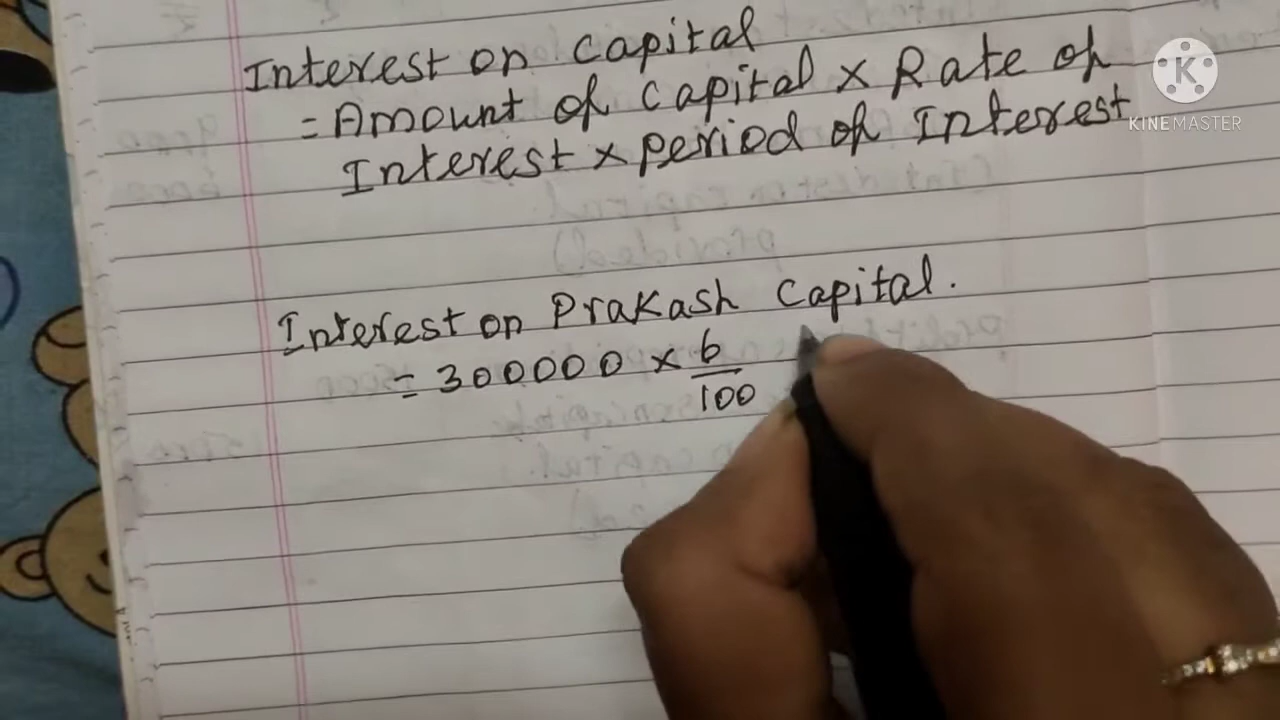 Interest on capital
= Amount of capital × Rate of
Interest × period of Interest
Interest on Prakash Capital.
= 300000 × 6/100
K
KINEMASTER